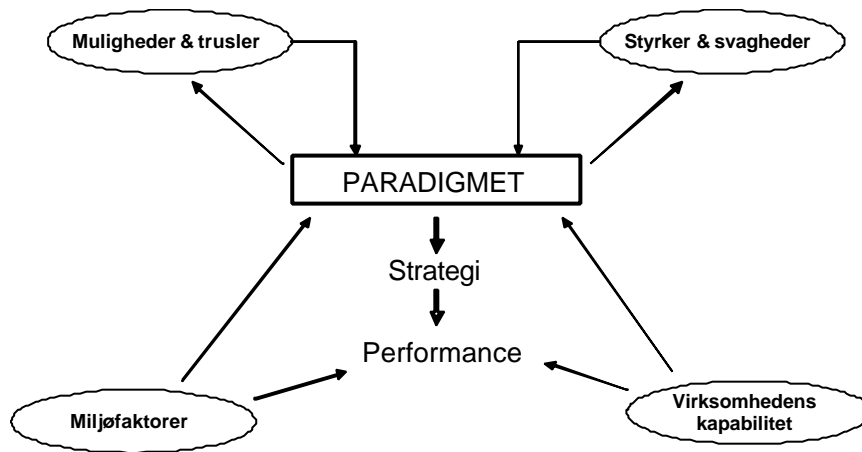 Muligheder & trusler
Styrker & svagheder
PARADIGMET
Strategi
Performance
Miljøfaktorer
Virksomhedens
kapabilitet